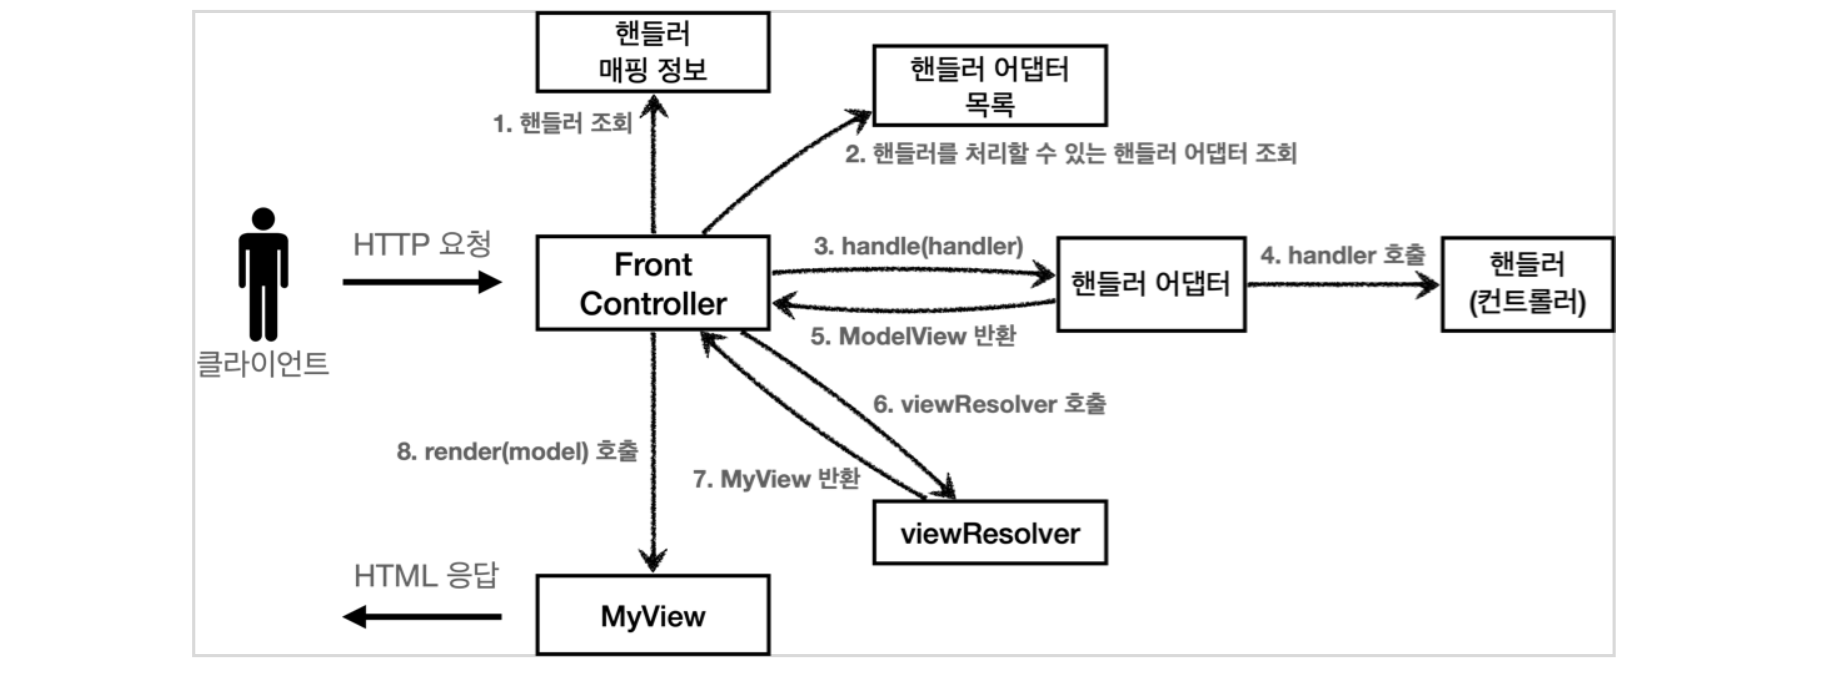 핸들러
매핑 정보
핸들러 어댑터
목록
1. 핸들러 조회
2. 핸들러를 처리할 수 있는 핸들러 어댑터 조회
HTTP 요청
클라이언트
Front
Controller
3. handle(handler)
핸들러 어댑터
4. handler 호출
핸들러
(컨트롤러)
5. ModelView 반환
6. viewResolver 호출
8. render(model) 호출
7. MyView 반환
viewResolver
HTML 응답
MyView